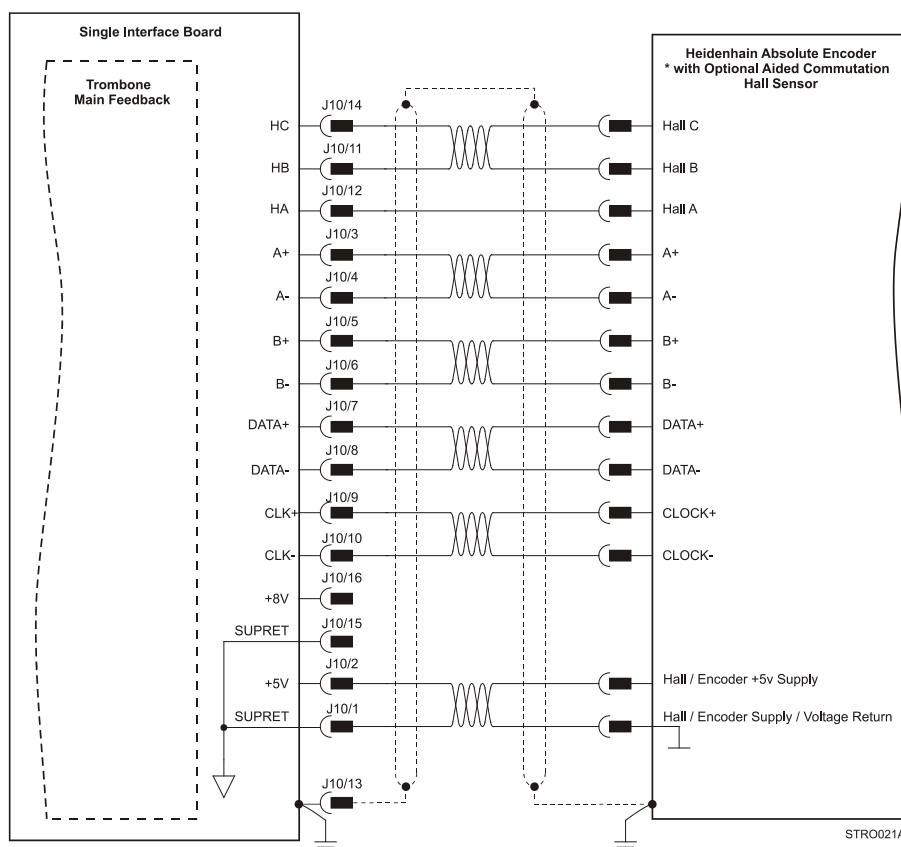 Single Interface Board
Trombone
Main Feedback
Heidenhain Absolute Encoder
* with Optional Aided Commutation
Hall Sensor
HC J10/14 Hall C
HB J10/11 Hall B
HA J10/12 Hall A
A+ J10/3 A+
A- J10/4 A-
B+ J10/5 B+
B- J10/6 B-
DATA+ J10/7 DATA+
DATA- J10/8 DATA-
CLK+ J10/9 CLOCK+
CLK- J10/10 CLOCK-
+8V J10/16
SUPRET J10/15
+5V J10/2 Hall / Encoder +5v Supply
SUPRET J10/1 Hall / Encoder Supply / Voltage Return
J10/13
STRO021A